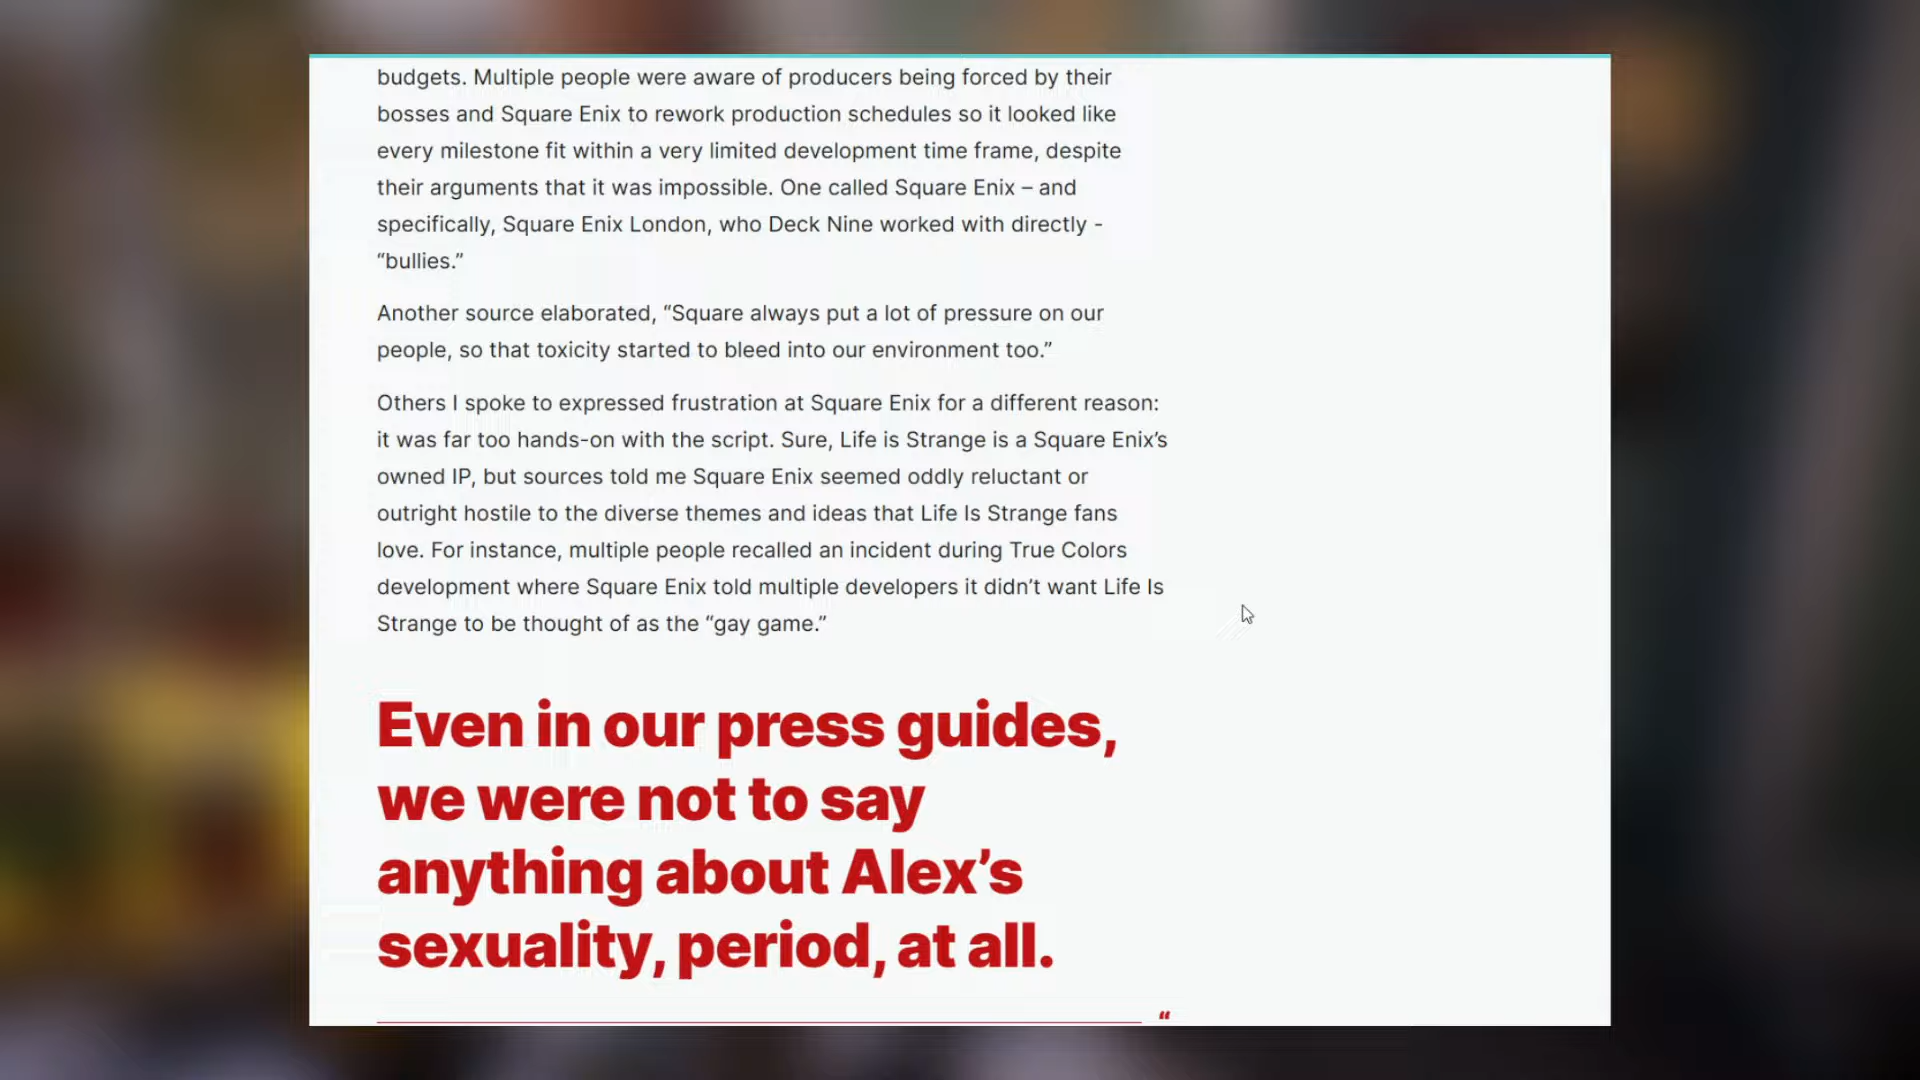 budgets. Multiple people were aware of producers being forced by their
bosses and Square Enix to rework production schedules so it looked like
every milestone fit within a very limited development time frame, despite
their arguments that it was impossible. One called Square Enix – and
specifically, Square Enix London, who Deck Nine worked with directly -
“bullies.”
Another source elaborated, “Square always put a lot of pressure on our
people, so that toxicity started to bleed into our environment too.”
Others I spoke to expressed frustration at Square Enix for a different reason:
it was far too hands-on with the script. Sure, Life is Strange is a Square Enix’s
owned IP, but sources told me Square Enix seemed oddly reluctant or
outright hostile to the diverse themes and ideas that Life Is Strange fans
love. For instance, multiple people recalled an incident during True Colors
development where Square Enix told multiple developers it didn’t want Life Is
Strange to be thought of as the “gay game.”
Even in our press guides,
we were not to say
anything about Alex’s
sexuality, period, at all.
“